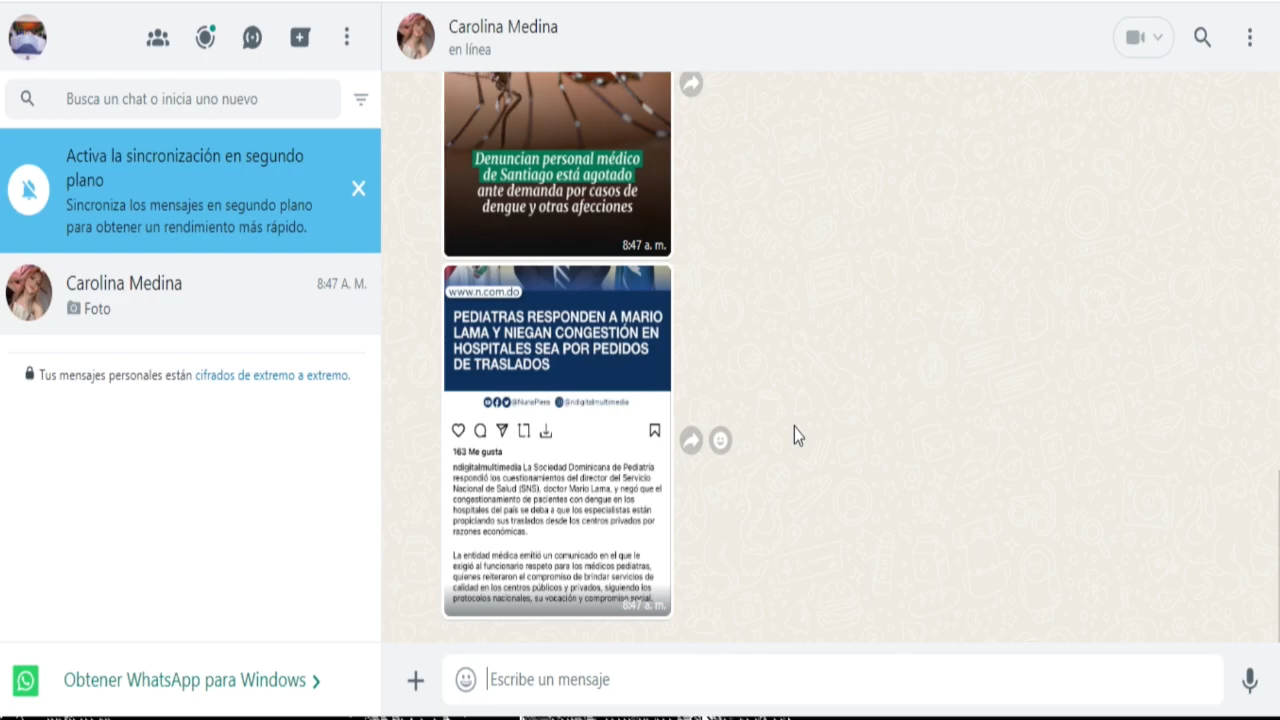 Carolina Medina
en línea
Busca un chat o inicia uno nuevo
Activa la sincronización en segundo
plano
Sincroniza los mensajes en segundo plano
para obtener un rendimiento más rápido.
Carolina Medina
8:47 A. M.
Foto
Tus mensajes personales están cifrados de extremo a extremo.
Obtener WhatsApp para Windows
Denuncian personal médico
de Santiago está agotado
ante demanda por casos de
dengue y otras afecciones
8:47 a. m.
www.n.com.do
PEDIATRAS RESPONDEN A MARIO
LAMA Y NIEGAN CONGESTIÓN EN
HOSPITALES SEA POR PEDIDOS
DE TRASLADOS
@NuriaPiera @ndigitalmultimedia
163 Me gusta
ndigitalmultimedia La Sociedad Dominicana de Pediatría
respondió los cuestionamientos del director del Servicio
Nacional de Salud (SNS), doctor Mario Lama, y negó que el
congestionamiento de pacientes con dengue en los
hospitales del país se deba a que los especialistas están
propiciando sus traslados desde los centros privados por
razones económicas.
La entidad médica emitió un comunicado en el que le
exigió al funcionario respeto para los médicos pediatras,
quienes reiteraron el compromiso de brindar servicios de
calidad en los centros públicos y privados, siguiendo los
protocolos nacionales, su vocación y compromiso social.
8:47 a. m.
Escribe un mensaje